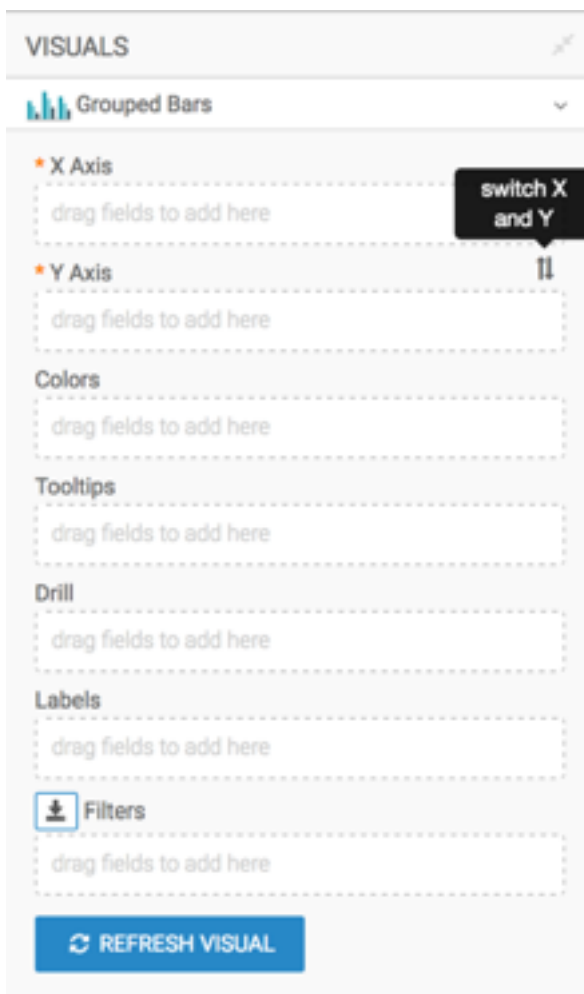 VISUALS
Grouped Bars
* X Axis
drag fields to add here
switch X
and Y
* Y Axis
drag fields to add here
Colors
drag fields to add here
Tooltips
drag fields to add here
Drill
drag fields to add here
Labels
drag fields to add here
Filters
drag fields to add here
REFRESH VISUAL